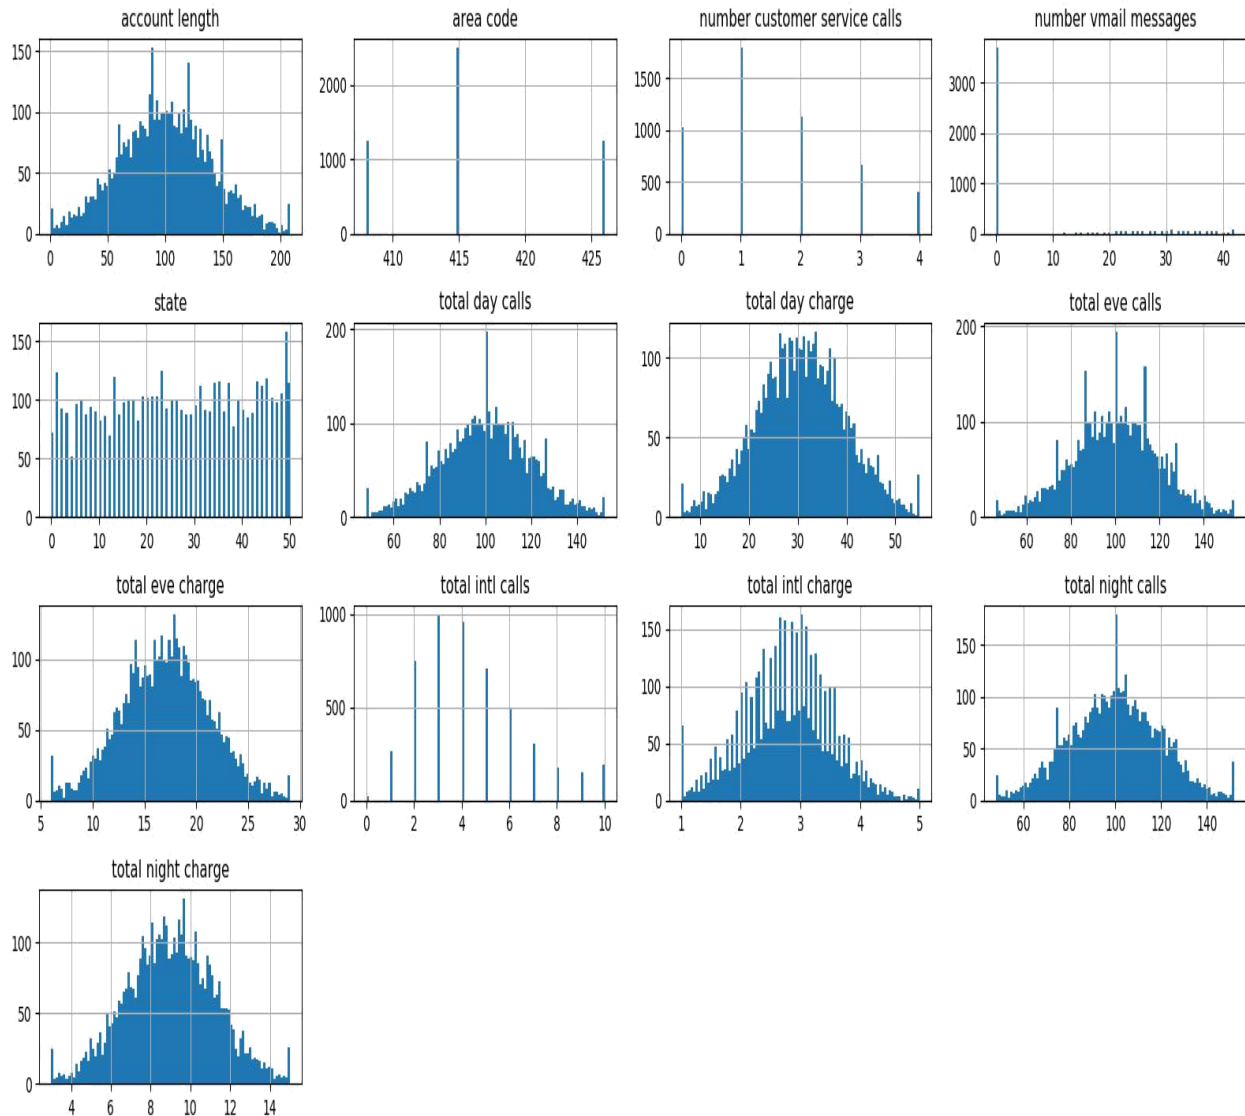 account length
150
100
50
0
0 50 100 150 200
area code
2000
1000
0
410 415 420 425
number customer service calls
1500
1000
500
0
0 1 2 3 4
number vmail messages
3000
2000
1000
0
0 10 20 30 40
state
150
100
50
0
0 10 20 30 40 50
total day calls
200
100
0
60 80 100 120 140
total day charge
100
50
0
10 20 30 40 50
total eve calls
200
100
0
60 80 100 120 140
total eve charge
100
50
0
5 10 15 20 25 30
total intl calls
1000
500
0
0 2 4 6 8 10
total intl charge
150
100
50
0
1 2 3 4 5
total night calls
150
100
50
0
60 80 100 120 140
total night charge
100
50
0
4 6 8 10 12 14